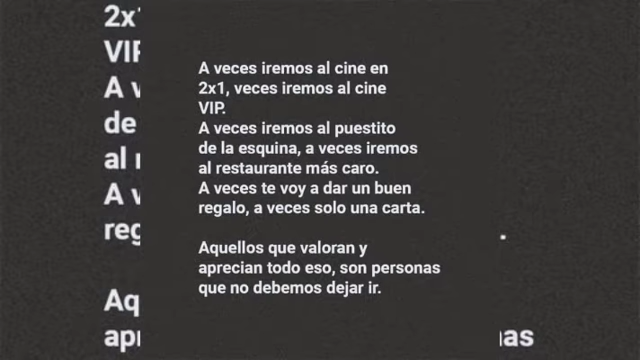 A veces iremos al cine en
2x1, veces iremos al cine
VIP.
A veces iremos al puestito
de la esquina, a veces iremos
al restaurante más caro.
A veces te voy a dar un buen
regalo, a veces solo una carta.
Aquellos que valoran y
aprecian todo eso, son personas
que no debemos dejar ir.